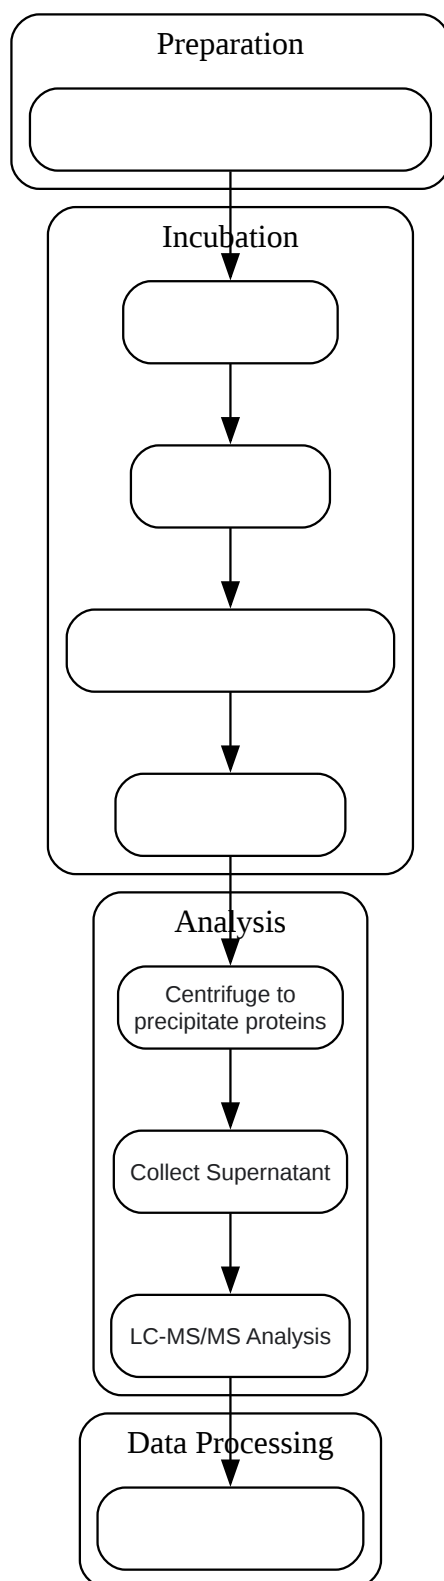 Preparation
Incubation
Analysis
Centrifuge to
precipitate proteins
Collect Supernatant
LC-MS/MS Analysis
Data Processing